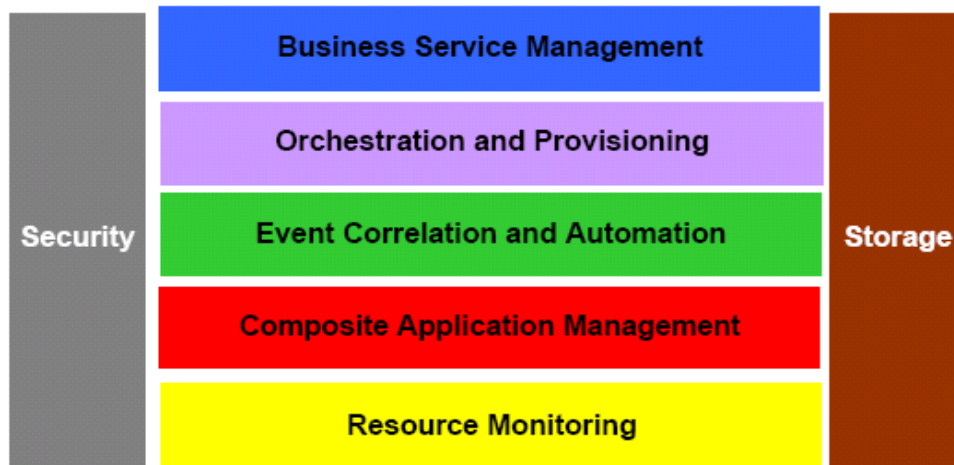 Business Service Management
Orchestration and Provisioning
Security
Event Correlation and Automation
Storage
Composite Application Management
Resource Monitoring